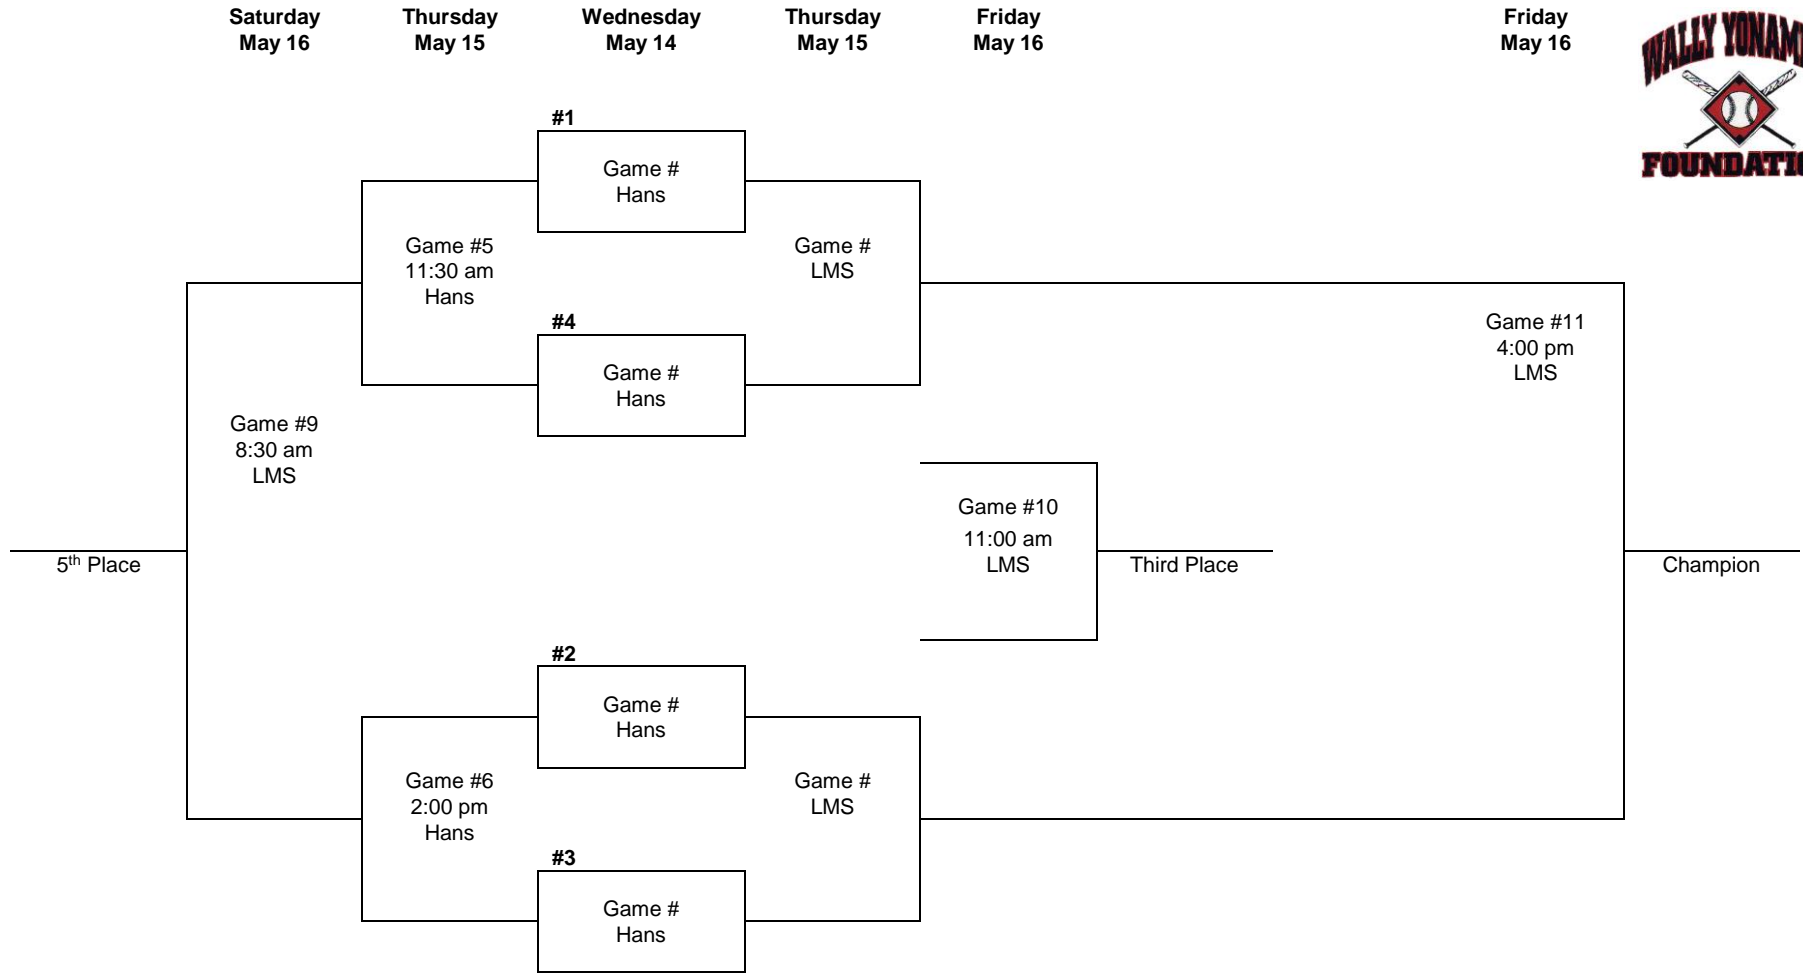 Saturday
May 16
Thursday
May 15
Wednesday
May 14
Thursday
May 15
Friday
May 16
Friday
May 16
WALLY YONAM
FOUNDATI
#1
Game #
Hans
Game #5
11:30 am
Hans
Game #
LMS
#4
Game #
Hans
Game #11
4:00 pm
LMS
Game #9
8:30 am
LMS
Game #10
11:00 am
LMS
5th Place
Third Place
Champion
#2
Game #
Hans
Game #6
2:00 pm
Hans
Game #
LMS
#3
Game #
Hans